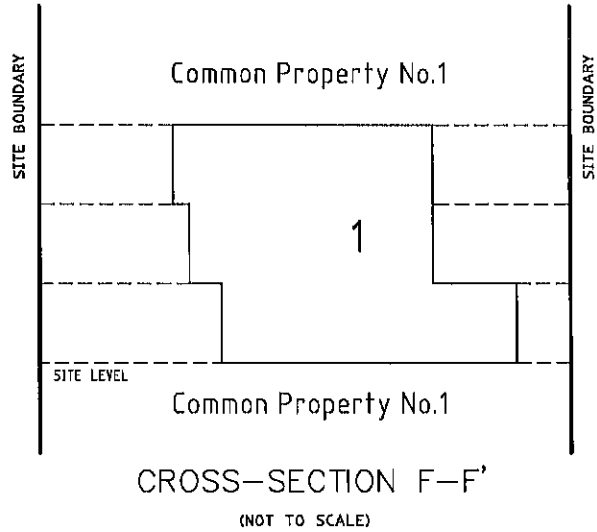 SITE BOUNDARY
SITE BOUNDARY
Common Property No.1
1
SITE LEVEL
Common Property No.1
CROSS-SECTION F-F'
(NOT TO SCALE)